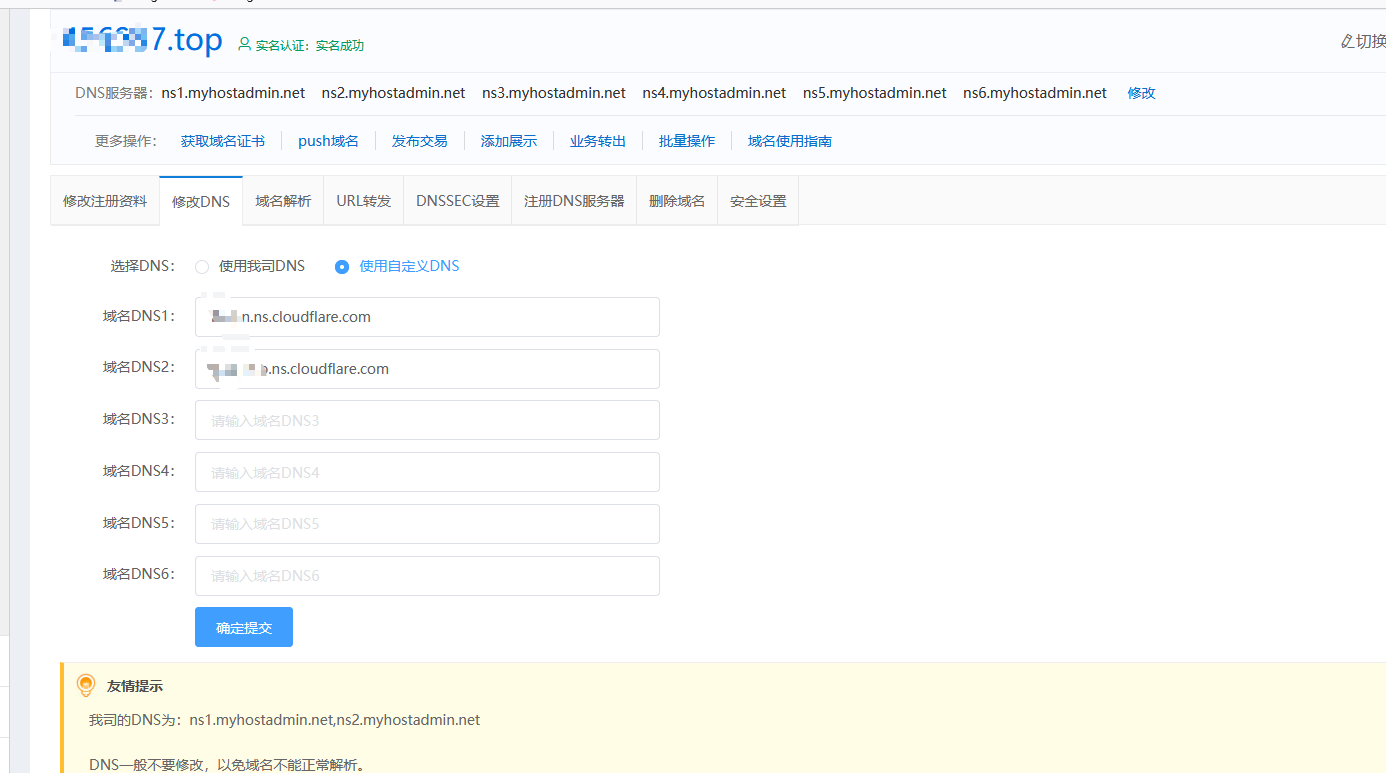 7.top 实名认证：实名成功
切换
DNS服务器： ns1.myhostadmin.net ns2.myhostadmin.net ns3.myhostadmin.net ns4.myhostadmin.net ns5.myhostadmin.net ns6.myhostadmin.net 修改
更多操作： 获取域名证书 push域名 发布交易 添加展示 业务转出 批量操作 域名使用指南
修改注册资料 修改DNS 域名解析 URL转发 DNSSEC设置 注册DNS服务器 删除域名 安全设置
选择DNS： 使用我司DNS 使用自定义DNS
域名DNS1： n.ns.cloudflare.com
域名DNS2： .ns.cloudflare.com
域名DNS3： 请输入域名DNS3
域名DNS4： 请输入域名DNS4
域名DNS5： 请输入域名DNS5
域名DNS6： 请输入域名DNS6
确定提交
友情提示
我司的DNS为：ns1.myhostadmin.net,ns2.myhostadmin.net
DNS一般不要修改，以免域名不能正常解析。